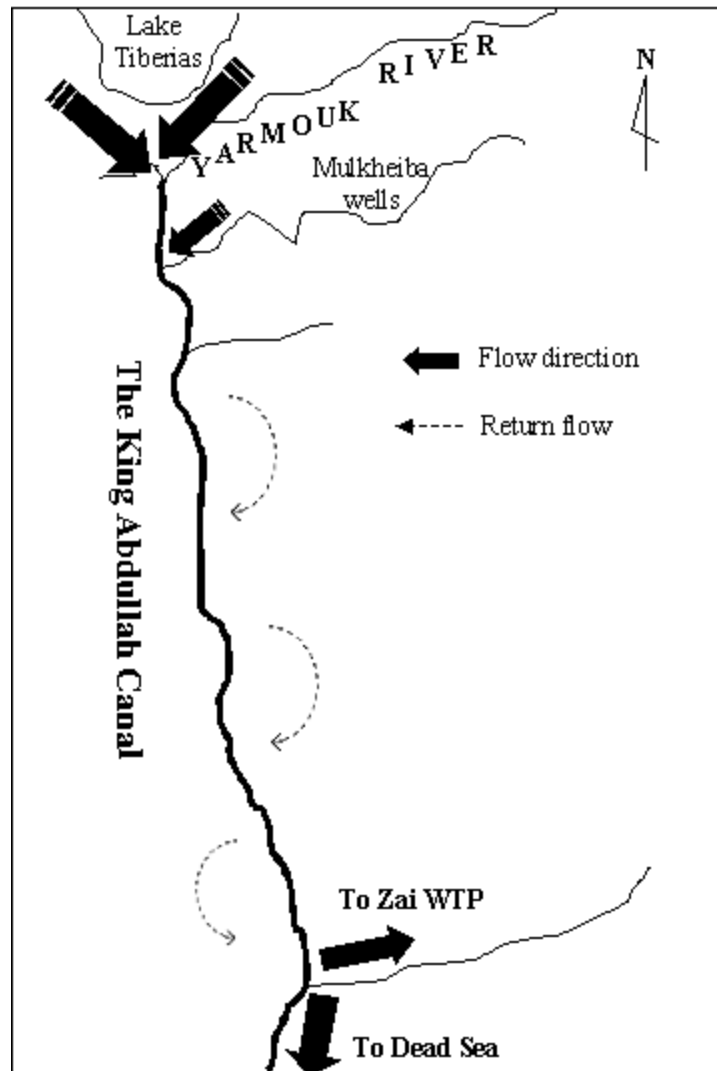 Lake
Tiberias
YARMOUK RIVER
N
Mulkheiba
wells
Flow direction
Return flow
The King Abdullah Canal
To Zai WTP
To Dead Sea